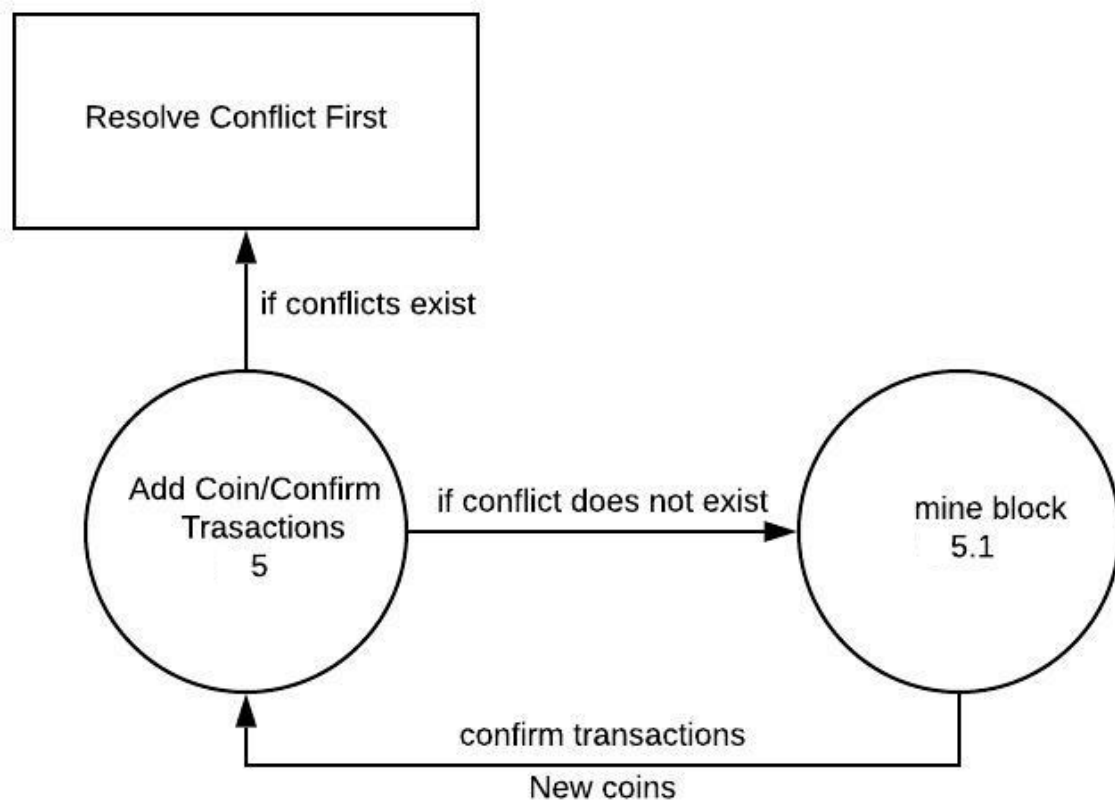 Resolve Conflict First
if conflicts exist
Add Coin/Confirm
Trasactions
5
if conflict does not exist
mine block
5.1
confirm transactions
New coins